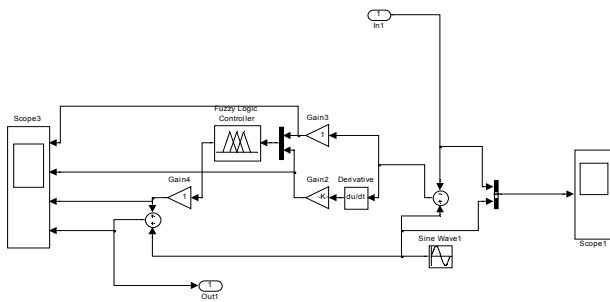 1
In1
Scope3
Fuzzy Logic
Controller
Gain3
1
Gain4
1
Gain2
-K-
Derivative
du/dt
Scope1
Sine Wave1
1
Out1